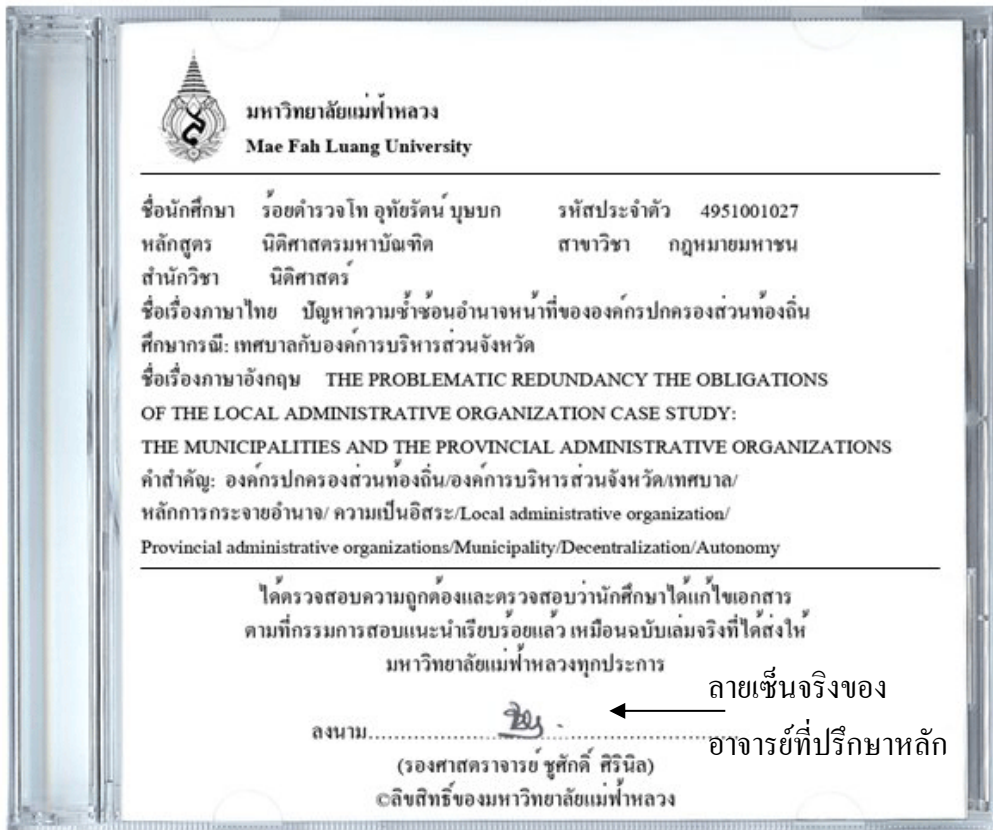 มหาวิทยาลัยแม่ฟ้าหลวง
Mae Fah Luang University
ชื่อนักศึกษา ร้อยตำรวจโท อุทัยรัตน์ บุษบก รหัสประจำตัว 4951001027
หลักสูตร นิติศาสตรมหาบัณฑิต สาขาวิชา กฎหมายมหาชน
สำนักวิชา นิติศาสตร์
ชื่อเรื่องภาษาไทย ปัญหาความซ้ำซ้อนอำนาจหน้าที่ขององค์กรปกครองส่วนท้องถิ่น
ศึกษากรณี: เทศบาลกับองค์การบริหารส่วนจังหวัด
ชื่อเรื่องภาษาอังกฤษ THE PROBLEMATIC REDUNDANCY THE OBLIGATIONS
OF THE LOCAL ADMINISTRATIVE ORGANIZATION CASE STUDY:
THE MUNICIPALITIES AND THE PROVINCIAL ADMINISTRATIVE ORGANIZATIONS
คำสำคัญ: องค์กรปกครองส่วนท้องถิ่น/องค์การบริหารส่วนจังหวัด/เทศบาล/
หลักการกระจายอำนาจ/ ความเป็นอิสระ/Local administrative organization/
Provincial administrative organizations/Municipality/Decentralization/Autonomy
ได้ตรวจสอบความถูกต้องและตรวจสอบว่านักศึกษาได้แก้ไขเอกสาร
ตามที่กรรมการสอบแนะนำเรียบร้อยแล้ว เหมือนฉบับเล่มจริงที่ได้ส่งให้
มหาวิทยาลัยแม่ฟ้าหลวงทุกประการ
ลายเซ็นจริงของ
อาจารย์ที่ปรึกษาหลัก
ลงนาม...........................................................
(รองศาสตราจารย์ ชูศักดิ์ ศิรินิล)
©ลิขสิทธิ์ของมหาวิทยาลัยแม่ฟ้าหลวง